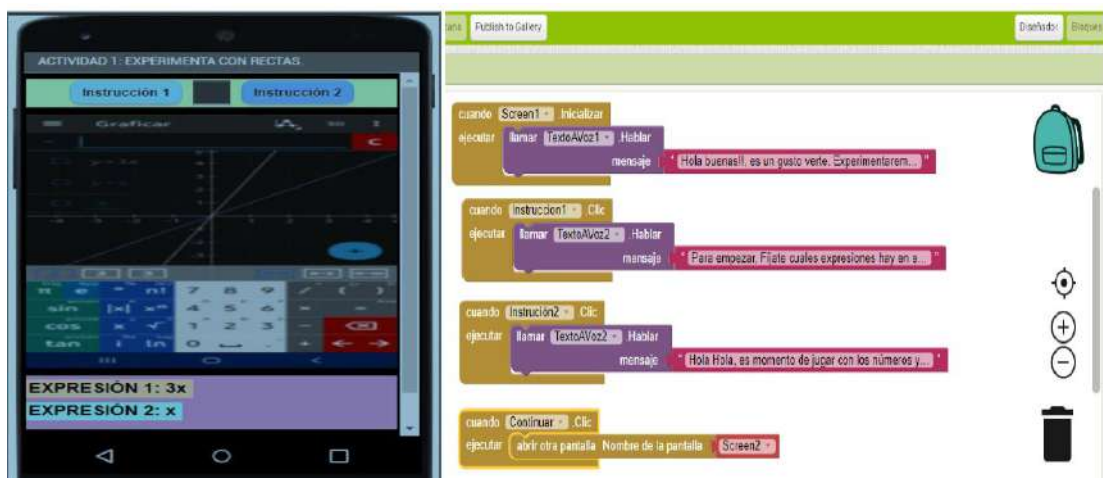 ACTIVIDAD 1: EXPERIMENTA CON RECTAS
Instrucción 1
Instrucción 2
Graficar
C
π e n! 7 8 9 ( )
sin |x| 4 5 6
cos 1 2 3
tan i ln 0
EXPRESIÓN 1: 3x
EXPRESIÓN 2: x
Publish to Gallery
Diseñador
Bloques
cuando Screen1 .Inicializar
ejecutar llamar TextoAVoz1 .Hablar
mensaje " Hola buenas!!, es un gusto verte. Experimentarem... "
cuando Instruccion1 .Clic
ejecutar llamar TextoAVoz2 .Hablar
mensaje " Para empezar, Fíjate cuales expresiones hay en e... "
cuando Instrución2 .Clic
ejecutar llamar TextoAVoz2 .Hablar
mensaje " Hola Hola, es momento de jugar con los números y... "
cuando Continuar .Clic
ejecutar abrir otra pantalla Nombre de la pantalla Screen2